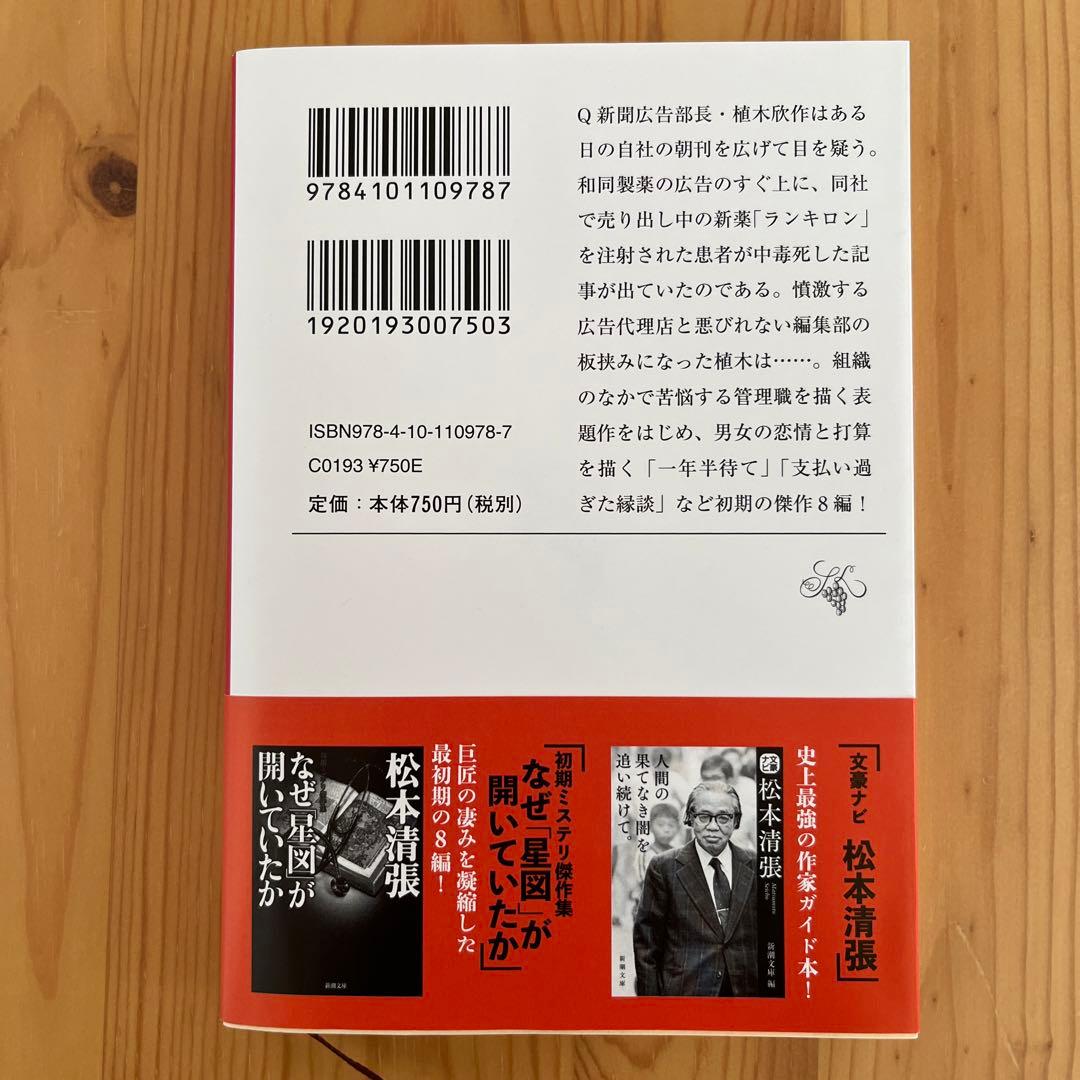 9784101109787
1920193007503
ISBN978-4-10-110978-7
C0193 ¥750E
定価：本体750円（税別）
Q新聞広告部長・植木欣作はある
日の自社の朝刊を広げて目を疑う。
和同製薬の広告のすぐ上に、同社
で売り出し中の新薬「ランキロン」
を注射された患者が中毒死した記
事が出ていたのである。憤激する
広告代理店と悪びれない編集部の
板挟みになった植木は……。組織
のなかで苦悩する管理職を描く表
題作をはじめ、男女の恋情と打算
を描く「一年半待て」「支払い過
ぎた縁談」など初期の傑作８編！
「文豪ナビ 松本清張」
史上最強の作家ガイド本！
文豪ナビ
松本清張
Matsumoto
Seicho
新潮文庫 編
人間の
果てなき闇を
追い続けて。
新潮文庫
「初期ミステリ傑作集
なぜ「星図」が
開いていたか」
巨匠の凄みを凝縮した
最初期の８編！
松本清張
なぜ「星図」が
開いていたか
新潮文庫